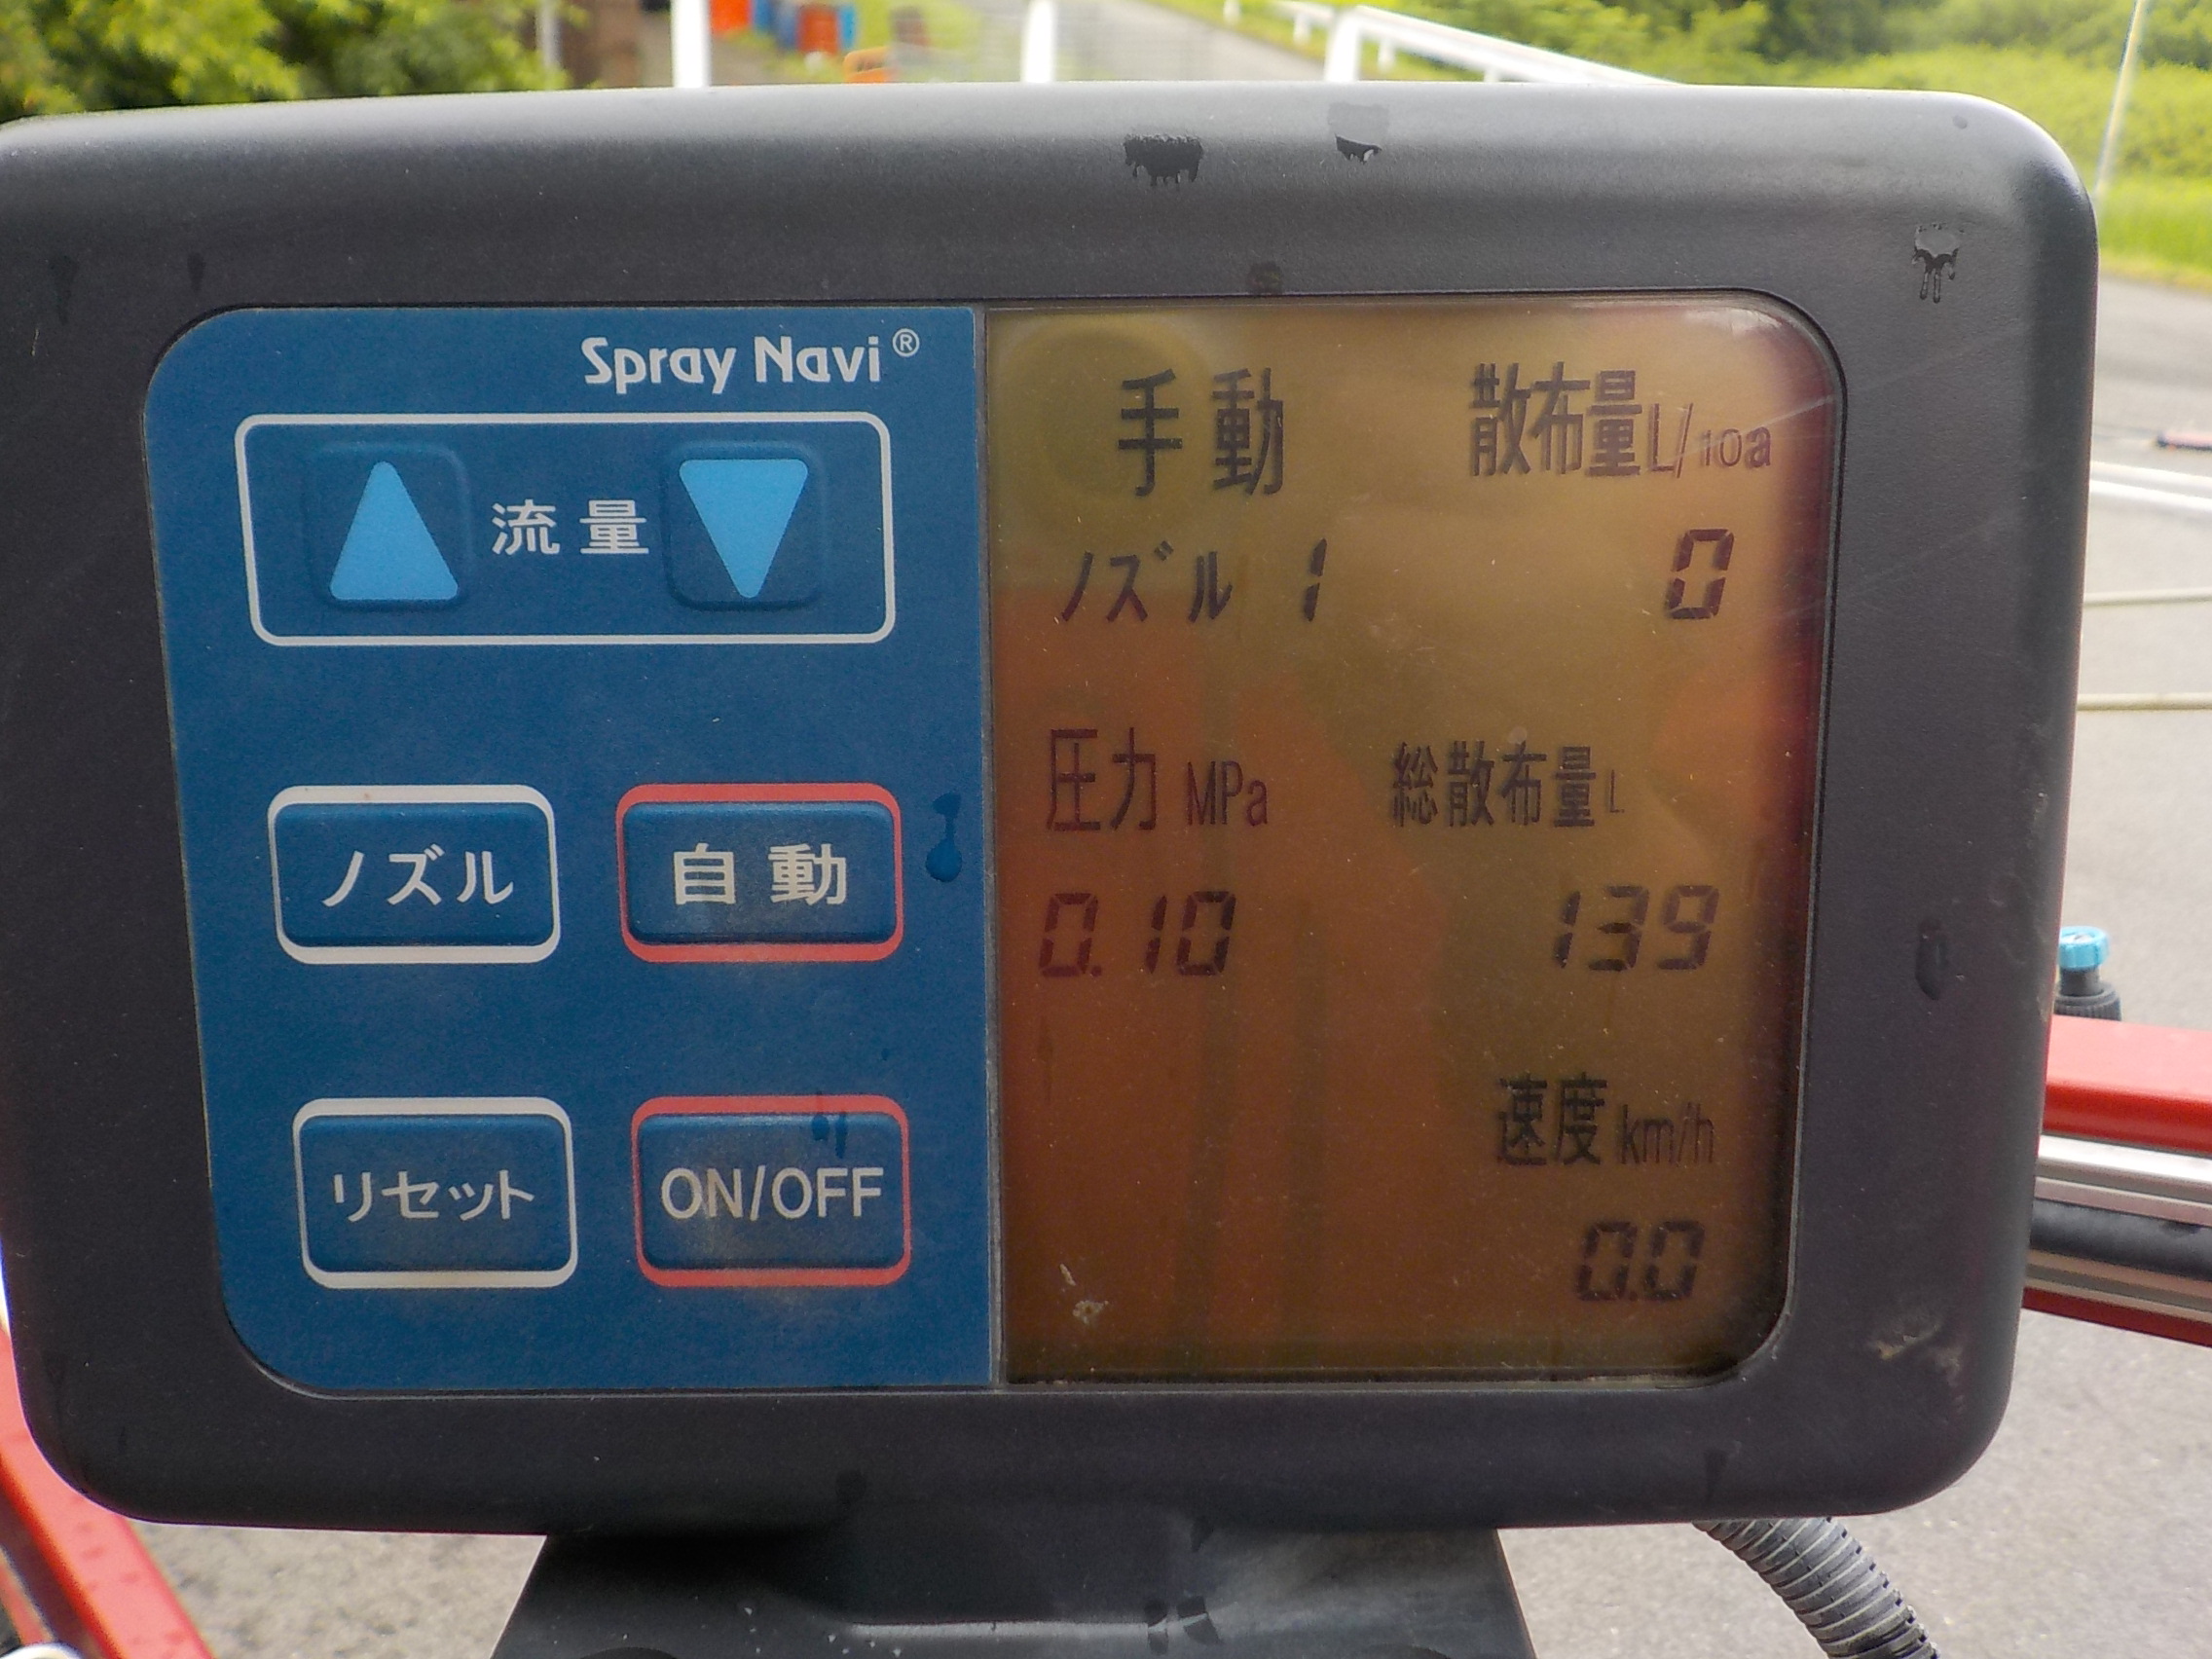 Spray Navi®
流量
ノズル
自動
リセット
ON/OFF
手動
散布量L/10a
ノズル 1
0
圧力 MPa
総散布量L
0.10
139
速度 km/h
0.0